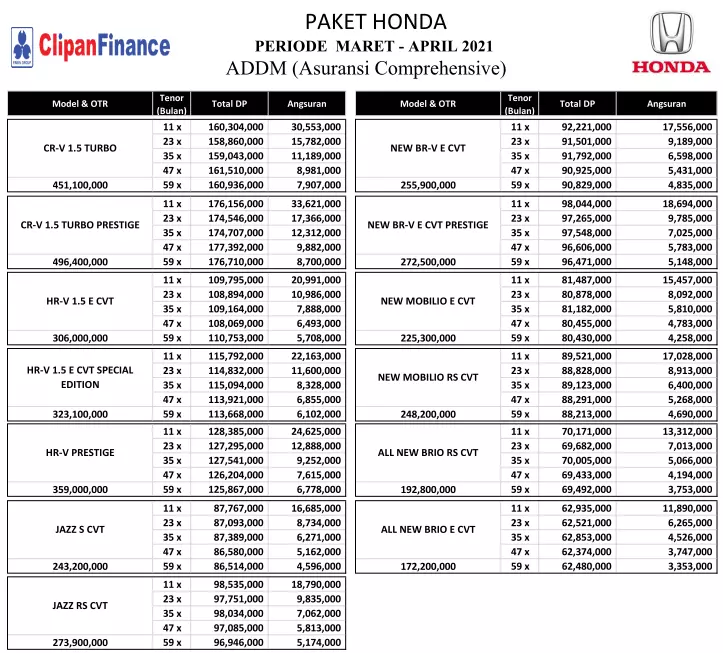 PANIN GROUP
ClipanFinance
PAKET HONDA
PERIODE MARET - APRIL 2021
ADDM (Asuransi Comprehensive)
HONDA
Model & OTR Tenor (Bulan) Total DP Angsuran
CR-V 1.5 TURBO
11 x 160,304,000 30,553,000
23 x 158,860,000 15,782,000
35 x 159,043,000 11,189,000
47 x 161,510,000 8,981,000
451,100,000 59 x 160,936,000 7,907,000
CR-V 1.5 TURBO PRESTIGE
11 x 176,156,000 33,621,000
23 x 174,546,000 17,366,000
35 x 174,707,000 12,312,000
47 x 177,392,000 9,882,000
496,400,000 59 x 176,710,000 8,700,000
HR-V 1.5 E CVT
11 x 109,795,000 20,991,000
23 x 108,894,000 10,986,000
35 x 109,164,000 7,888,000
47 x 108,069,000 6,493,000
306,000,000 59 x 110,753,000 5,708,000
HR-V 1.5 E CVT SPECIAL
EDITION
11 x 115,792,000 22,163,000
23 x 114,832,000 11,600,000
35 x 115,094,000 8,328,000
47 x 113,921,000 6,855,000
323,100,000 59 x 113,668,000 6,102,000
HR-V PRESTIGE
11 x 128,385,000 24,625,000
23 x 127,295,000 12,888,000
35 x 127,541,000 9,252,000
47 x 126,204,000 7,615,000
359,000,000 59 x 125,867,000 6,778,000
JAZZ S CVT
11 x 87,767,000 16,685,000
23 x 87,093,000 8,734,000
35 x 87,389,000 6,271,000
47 x 86,580,000 5,162,000
243,200,000 59 x 86,514,000 4,596,000
JAZZ RS CVT
11 x 98,535,000 18,790,000
23 x 97,751,000 9,835,000
35 x 98,034,000 7,062,000
47 x 97,085,000 5,813,000
273,900,000 59 x 96,946,000 5,174,000
Model & OTR Tenor (Bulan) Total DP Angsuran
NEW BR-V E CVT
11 x 92,221,000 17,556,000
23 x 91,501,000 9,189,000
35 x 91,792,000 6,598,000
47 x 90,925,000 5,431,000
255,900,000 59 x 90,829,000 4,835,000
NEW BR-V E CVT PRESTIGE
11 x 98,044,000 18,694,000
23 x 97,265,000 9,785,000
35 x 97,548,000 7,025,000
47 x 96,606,000 5,783,000
272,500,000 59 x 96,471,000 5,148,000
NEW MOBILIO E CVT
11 x 81,487,000 15,457,000
23 x 80,878,000 8,092,000
35 x 81,182,000 5,810,000
47 x 80,455,000 4,783,000
225,300,000 59 x 80,430,000 4,258,000
NEW MOBILIO RS CVT
11 x 89,521,000 17,028,000
23 x 88,828,000 8,913,000
35 x 89,123,000 6,400,000
47 x 88,291,000 5,268,000
248,200,000 59 x 88,213,000 4,690,000
ALL NEW BRIO RS CVT
11 x 70,171,000 13,312,000
23 x 69,682,000 7,013,000
35 x 70,005,000 5,066,000
47 x 69,433,000 4,194,000
192,800,000 59 x 69,492,000 3,753,000
ALL NEW BRIO E CVT
11 x 62,935,000 11,890,000
23 x 62,521,000 6,265,000
35 x 62,853,000 4,526,000
47 x 62,374,000 3,747,000
172,200,000 59 x 62,480,000 3,353,000